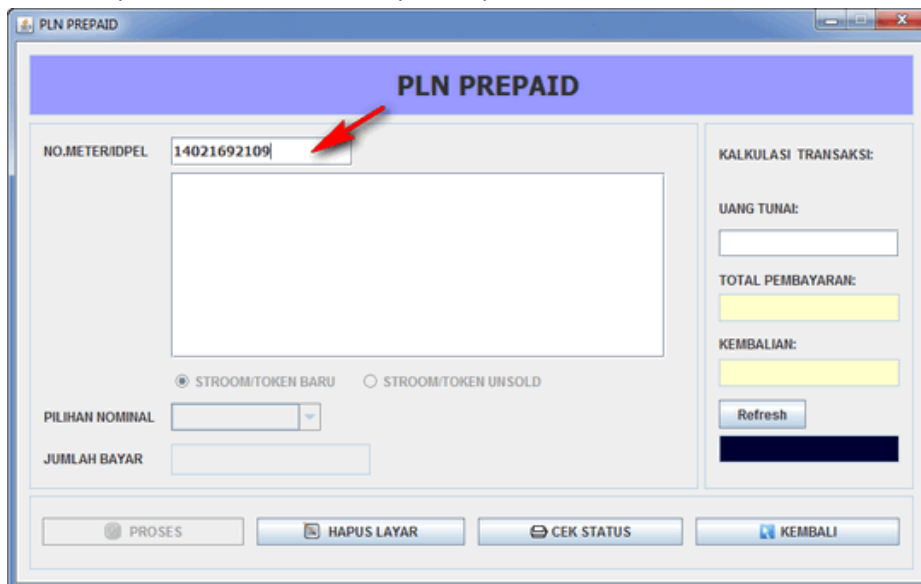 PLN PREPAID
PLN PREPAID
NO.METER/IDPEL
14021692109
STROOM/TOKEN BARU
STROOM/TOKEN UNSOLD
PILIHAN NOMINAL
JUMLAH BAYAR
KALKULASI TRANSAKSI:
UANG TUNAI:
TOTAL PEMBAYARAN:
KEMBALIAN:
Refresh
PROSES
HAPUS LAYAR
CEK STATUS
KEMBALI